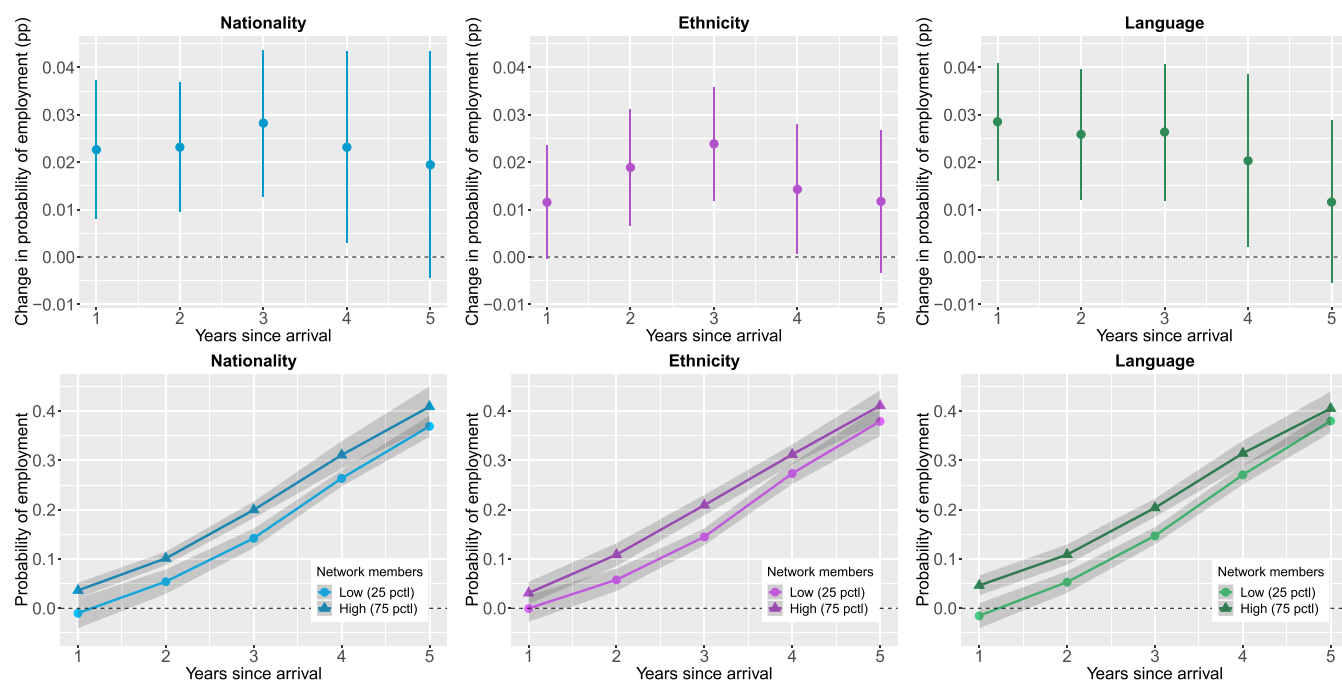 Nationality
Change in probability of employment (pp)
0.04
0.03
0.02
0.01
0.00
−0.01
1 2 3 4 5
Years since arrival
Ethnicity
Change in probability of employment (pp)
0.04
0.03
0.02
0.01
0.00
−0.01
1 2 3 4 5
Years since arrival
Language
Change in probability of employment (pp)
0.04
0.03
0.02
0.01
0.00
−0.01
1 2 3 4 5
Years since arrival
Nationality
Probability of employment
0.4
0.3
0.2
0.1
0.0
Network members
Low (25 pctl)
High (75 pctl)
1 2 3 4 5
Years since arrival
Ethnicity
Probability of employment
0.4
0.3
0.2
0.1
0.0
Network members
Low (25 pctl)
High (75 pctl)
1 2 3 4 5
Years since arrival
Language
Probability of employment
0.4
0.3
0.2
0.1
0.0
Network members
Low (25 pctl)
High (75 pctl)
1 2 3 4 5
Years since arrival